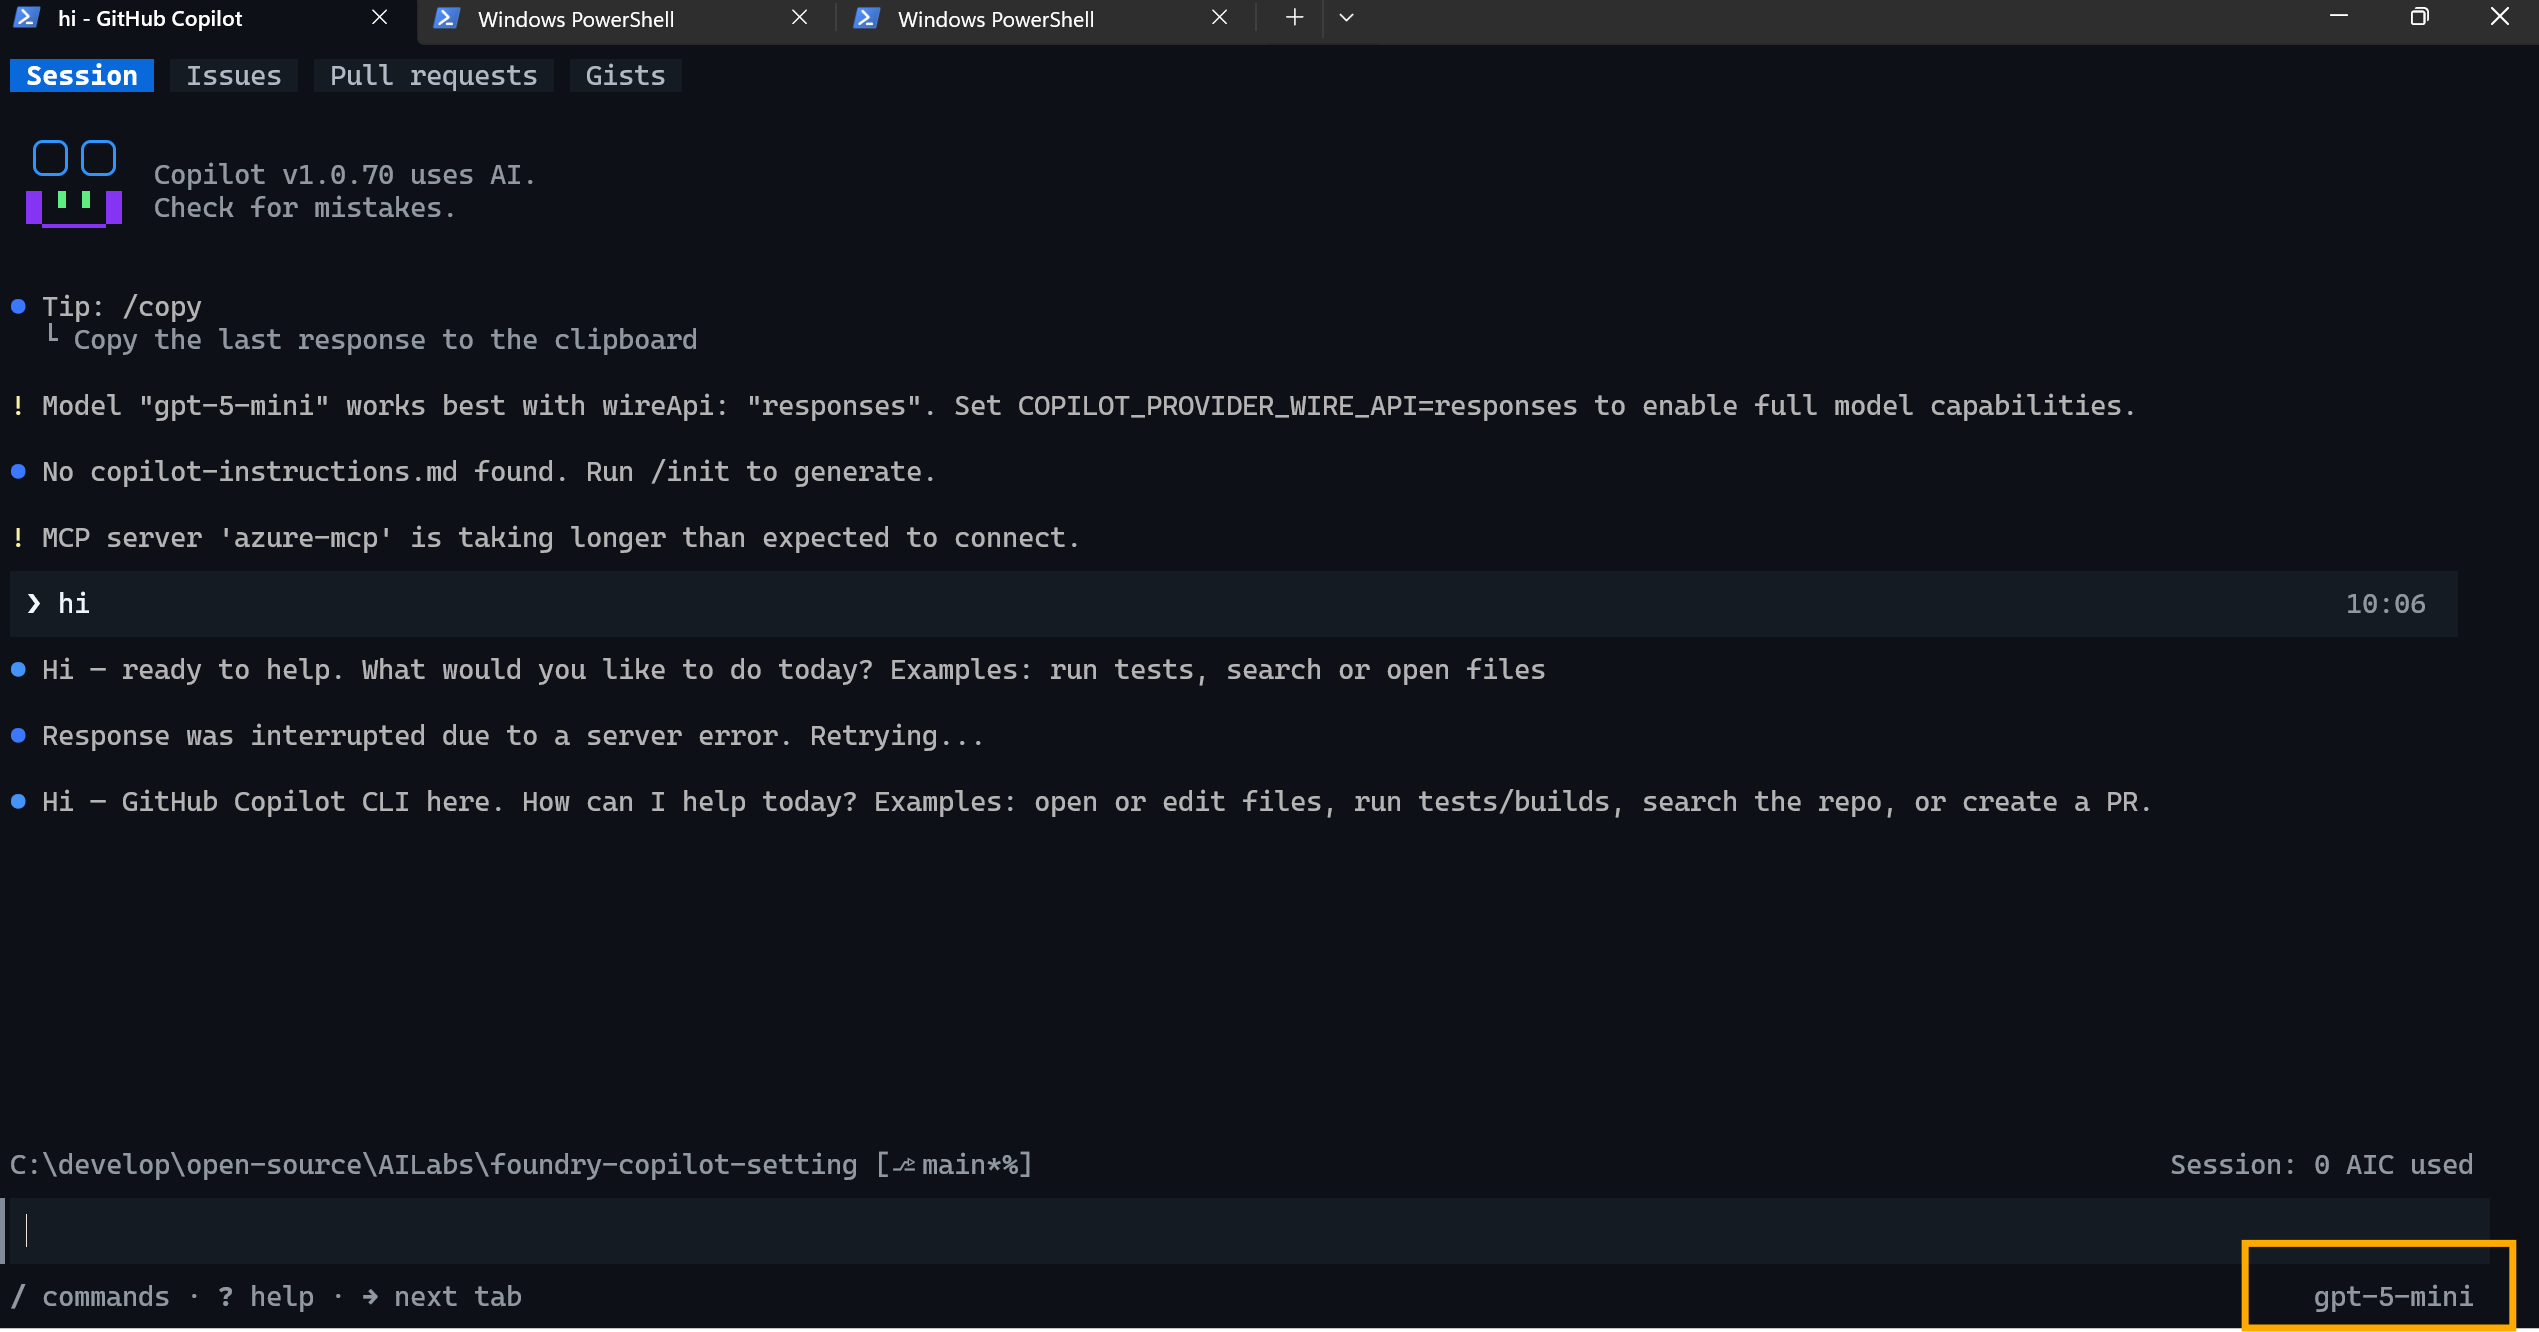 hi - GitHub Copilot
Windows PowerShell
Windows PowerShell
Session Issues Pull requests Gists
Copilot v1.0.70 uses AI.
Check for mistakes.
● Tip: /copy
└ Copy the last response to the clipboard
! Model "gpt-5-mini" works best with wireApi: "responses". Set COPILOT_PROVIDER_WIRE_API=responses to enable full model capabilities.
● No copilot-instructions.md found. Run /init to generate.
! MCP server 'azure-mcp' is taking longer than expected to connect.
❯ hi 10:06
● Hi — ready to help. What would you like to do today? Examples: run tests, search or open files
● Response was interrupted due to a server error. Retrying...
● Hi — GitHub Copilot CLI here. How can I help today? Examples: open or edit files, run tests/builds, search the repo, or create a PR.
C:\develop\open-source\AILabs\foundry-copilot-setting [⎇ main*%] Session: 0 AIC used
/ commands · ? help · → next tab gpt-5-mini